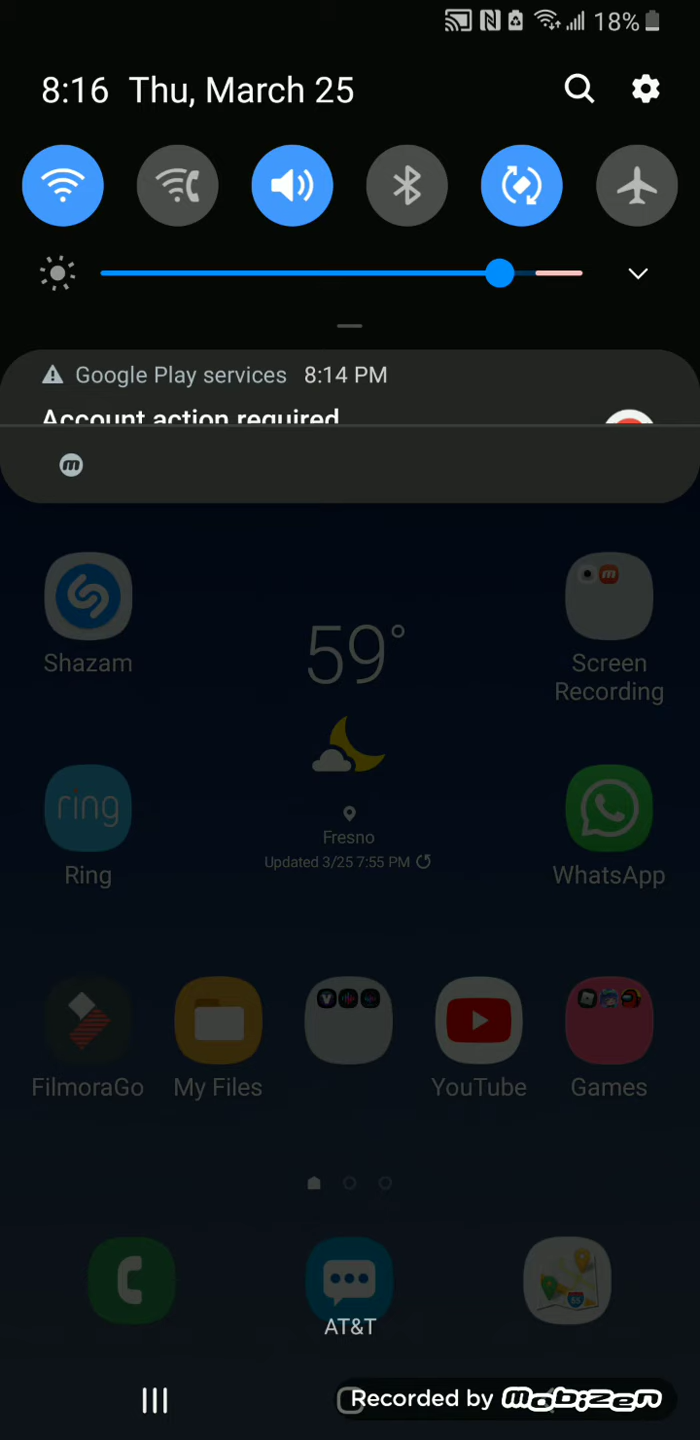 18%
8:16 Thu, March 25
Google Play services 8:14 PM
Account action required
m
Shazam
59°
Screen
Recording
m
ring
Ring
Fresno
Updated 3/25 7:55 PM
WhatsApp
FilmoraGo
My Files
YouTube
Games
AT&T
Recorded by mobizen